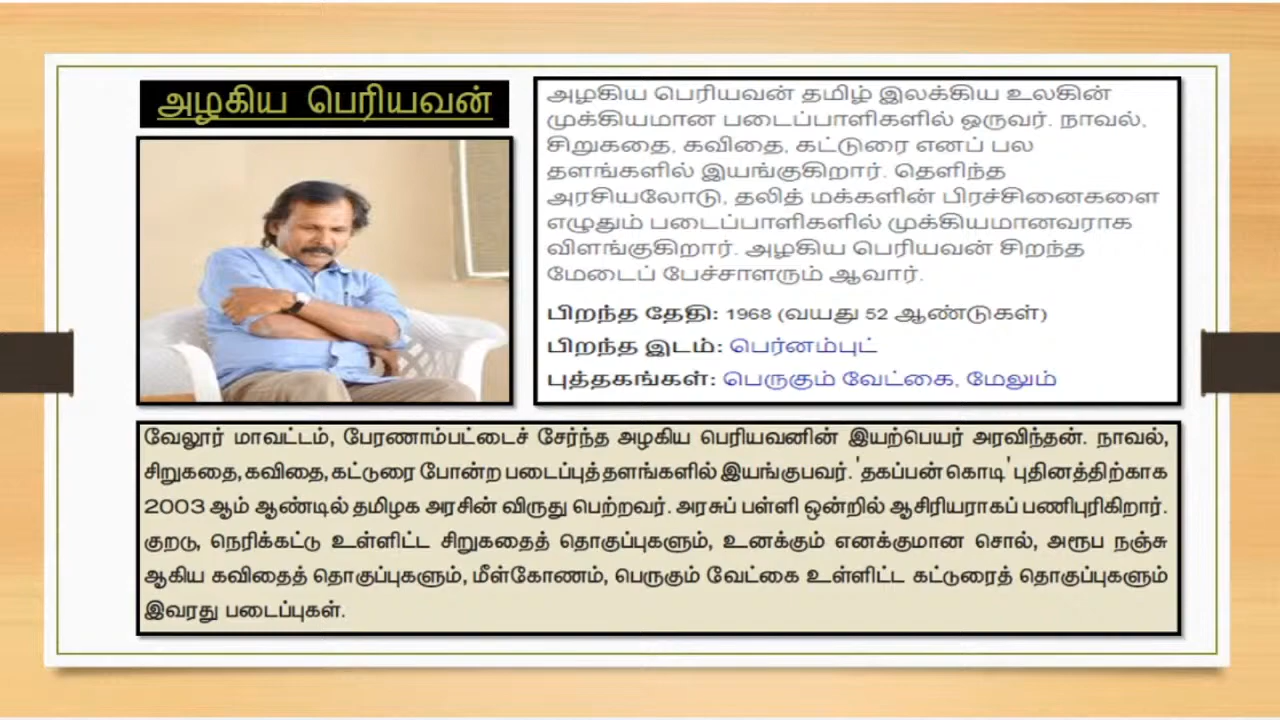 அழகிய பெரியவன்
அழகிய பெரியவன் தமிழ் இலக்கிய உலகின்
முக்கியமான படைப்பாளிகளில் ஒருவர். நாவல்,
சிறுகதை, கவிதை, கட்டுரை எனப் பல
தளங்களில் இயங்குகிறார். தெளிந்த
அரசியலோடு, தலித் மக்களின் பிரச்சினைகளை
எழுதும் படைப்பாளிகளில் முக்கியமானவராக
விளங்குகிறார். அழகிய பெரியவன் சிறந்த
மேடைப் பேச்சாளரும் ஆவார்.
பிறந்த தேதி: 1968 (வயது 52 ஆண்டுகள்)
பிறந்த இடம்: பெர்னம்புட்
புத்தகங்கள்: பெருகும் வேட்கை, மேலும்
வேலூர் மாவட்டம், பேரணாம்பட்டைச் சேர்ந்த அழகிய பெரியவனின் இயற்பெயர் அரவிந்தன். நாவல்,
சிறுகதை, கவிதை, கட்டுரை போன்ற படைப்புத்தளங்களில் இயங்குபவர். 'தகப்பன் கொடி' புதினத்திற்காக
2003 ஆம் ஆண்டில் தமிழக அரசின் விருது பெற்றவர். அரசுப் பள்ளி ஒன்றில் ஆசிரியராகப் பணிபுரிகிறார்.
குறடு, நெரிக்கட்டு உள்ளிட்ட சிறுகதைத் தொகுப்புகளும், உனக்கும் எனக்குமான சொல், அரூப நஞ்சு
ஆகிய கவிதைத் தொகுப்புகளும், மீள்கோணம், பெருகும் வேட்கை உள்ளிட்ட கட்டுரைத் தொகுப்புகளும்
இவரது படைப்புகள்.